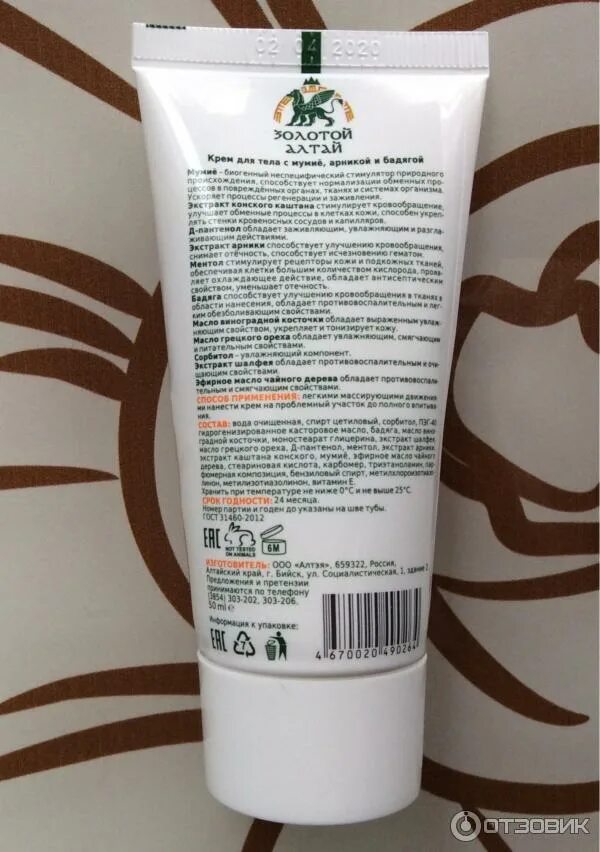 02 04 2020
ЗОЛОТОЙ
АЛТАЙ
Крем для тела с мумиё, арникой и бадягой
Мумиё – биогенный неспецифический стимулятор природного
происхождения, способствует нормализации обменных про-
цессов в повреждённых органах, тканях и системах организма.
Ускоряет процессы регенерации и заживления.
Экстракт конского каштана стимулирует кровообращение,
улучшает обменные процессы в клетках кожи, способен укреп-
лять стенки кровеносных сосудов и капилляров.
Д-пантенол обладает заживляющим, увлажняющим и разгла-
живающим действиями.
Экстракт арники способствует улучшению кровообращения,
снимает отёчность, способствует исчезновению гематом.
Ментол стимулирует рецепторы кожи и подкожных тканей,
обеспечивая клетки большим количеством кислорода, прояв-
ляет охлаждающее действие, обладает антисептическим
свойством, уменьшает отечность.
Бадяга способствует улучшению кровообращения в тканях в
области нанесения, обладает противовоспалительным и лег-
ким обезболивающим свойствами.
Масло виноградной косточки обладает выраженным увлаж-
няющим свойством, укрепляет и тонизирует кожу.
Масло грецкого ореха обладает увлажняющим, смягчающим
и питательным свойствами.
Сорбитол – увлажняющий компонент.
Экстракт шалфея обладает противовоспалительным и очи-
щающим свойствами.
Эфирное масло чайного дерева обладает противовоспали-
тельным и смягчающим свойствами.
СПОСОБ ПРИМЕНЕНИЯ: легкими массирующими движения
ми нанести крем на проблемный участок до полного впитыва-
ния.
СОСТАВ: вода очищенная, спирт цетиловый, сорбитол, ПЭГ-40
гидрогенизированное касторовое масло, бадяга, масло вино-
градной косточки, моностеарат глицерина, экстракт шалфея
масло грецкого ореха, Д-пантенол, ментол, экстракт арники,
экстракт каштана конского, мумиё, эфирное масло чайного
дерева, стеариновая кислота, карбомер, триэтаноламин, пар-
фюмерная композиция, бензиловый спирт, метилхлороизотиазо-
линон, метилизотиазолинон, витамин Е.
Хранить при температуре не ниже 0°С и не выше 25°С.
СРОК ГОДНОСТИ: 24 месяца.
Номер партии и годен до указаны на шве тубы.
ГОСТ 31460-2012
EAC NOT TESTED ON ANIMALS 6M
ИЗГОТОВИТЕЛЬ: ООО «Алтэя», 659322, Россия,
Алтайский край, г. Бийск, ул. Социалистическая, 1, здание 2.
Предложения и претензии
принимаются по телефону
(3854) 303-202, 303-206.
50 ml e
Информация к упаковке:
EAC 7
4 670020 490264
ОТЗОВИК